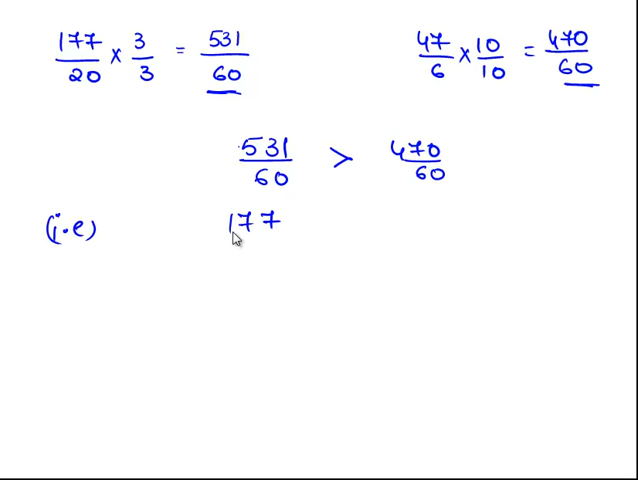 177/20 × 3/3 = 531/60
47/6 × 10/10 = 470/60
531/60 > 470/60
(i.e) 177